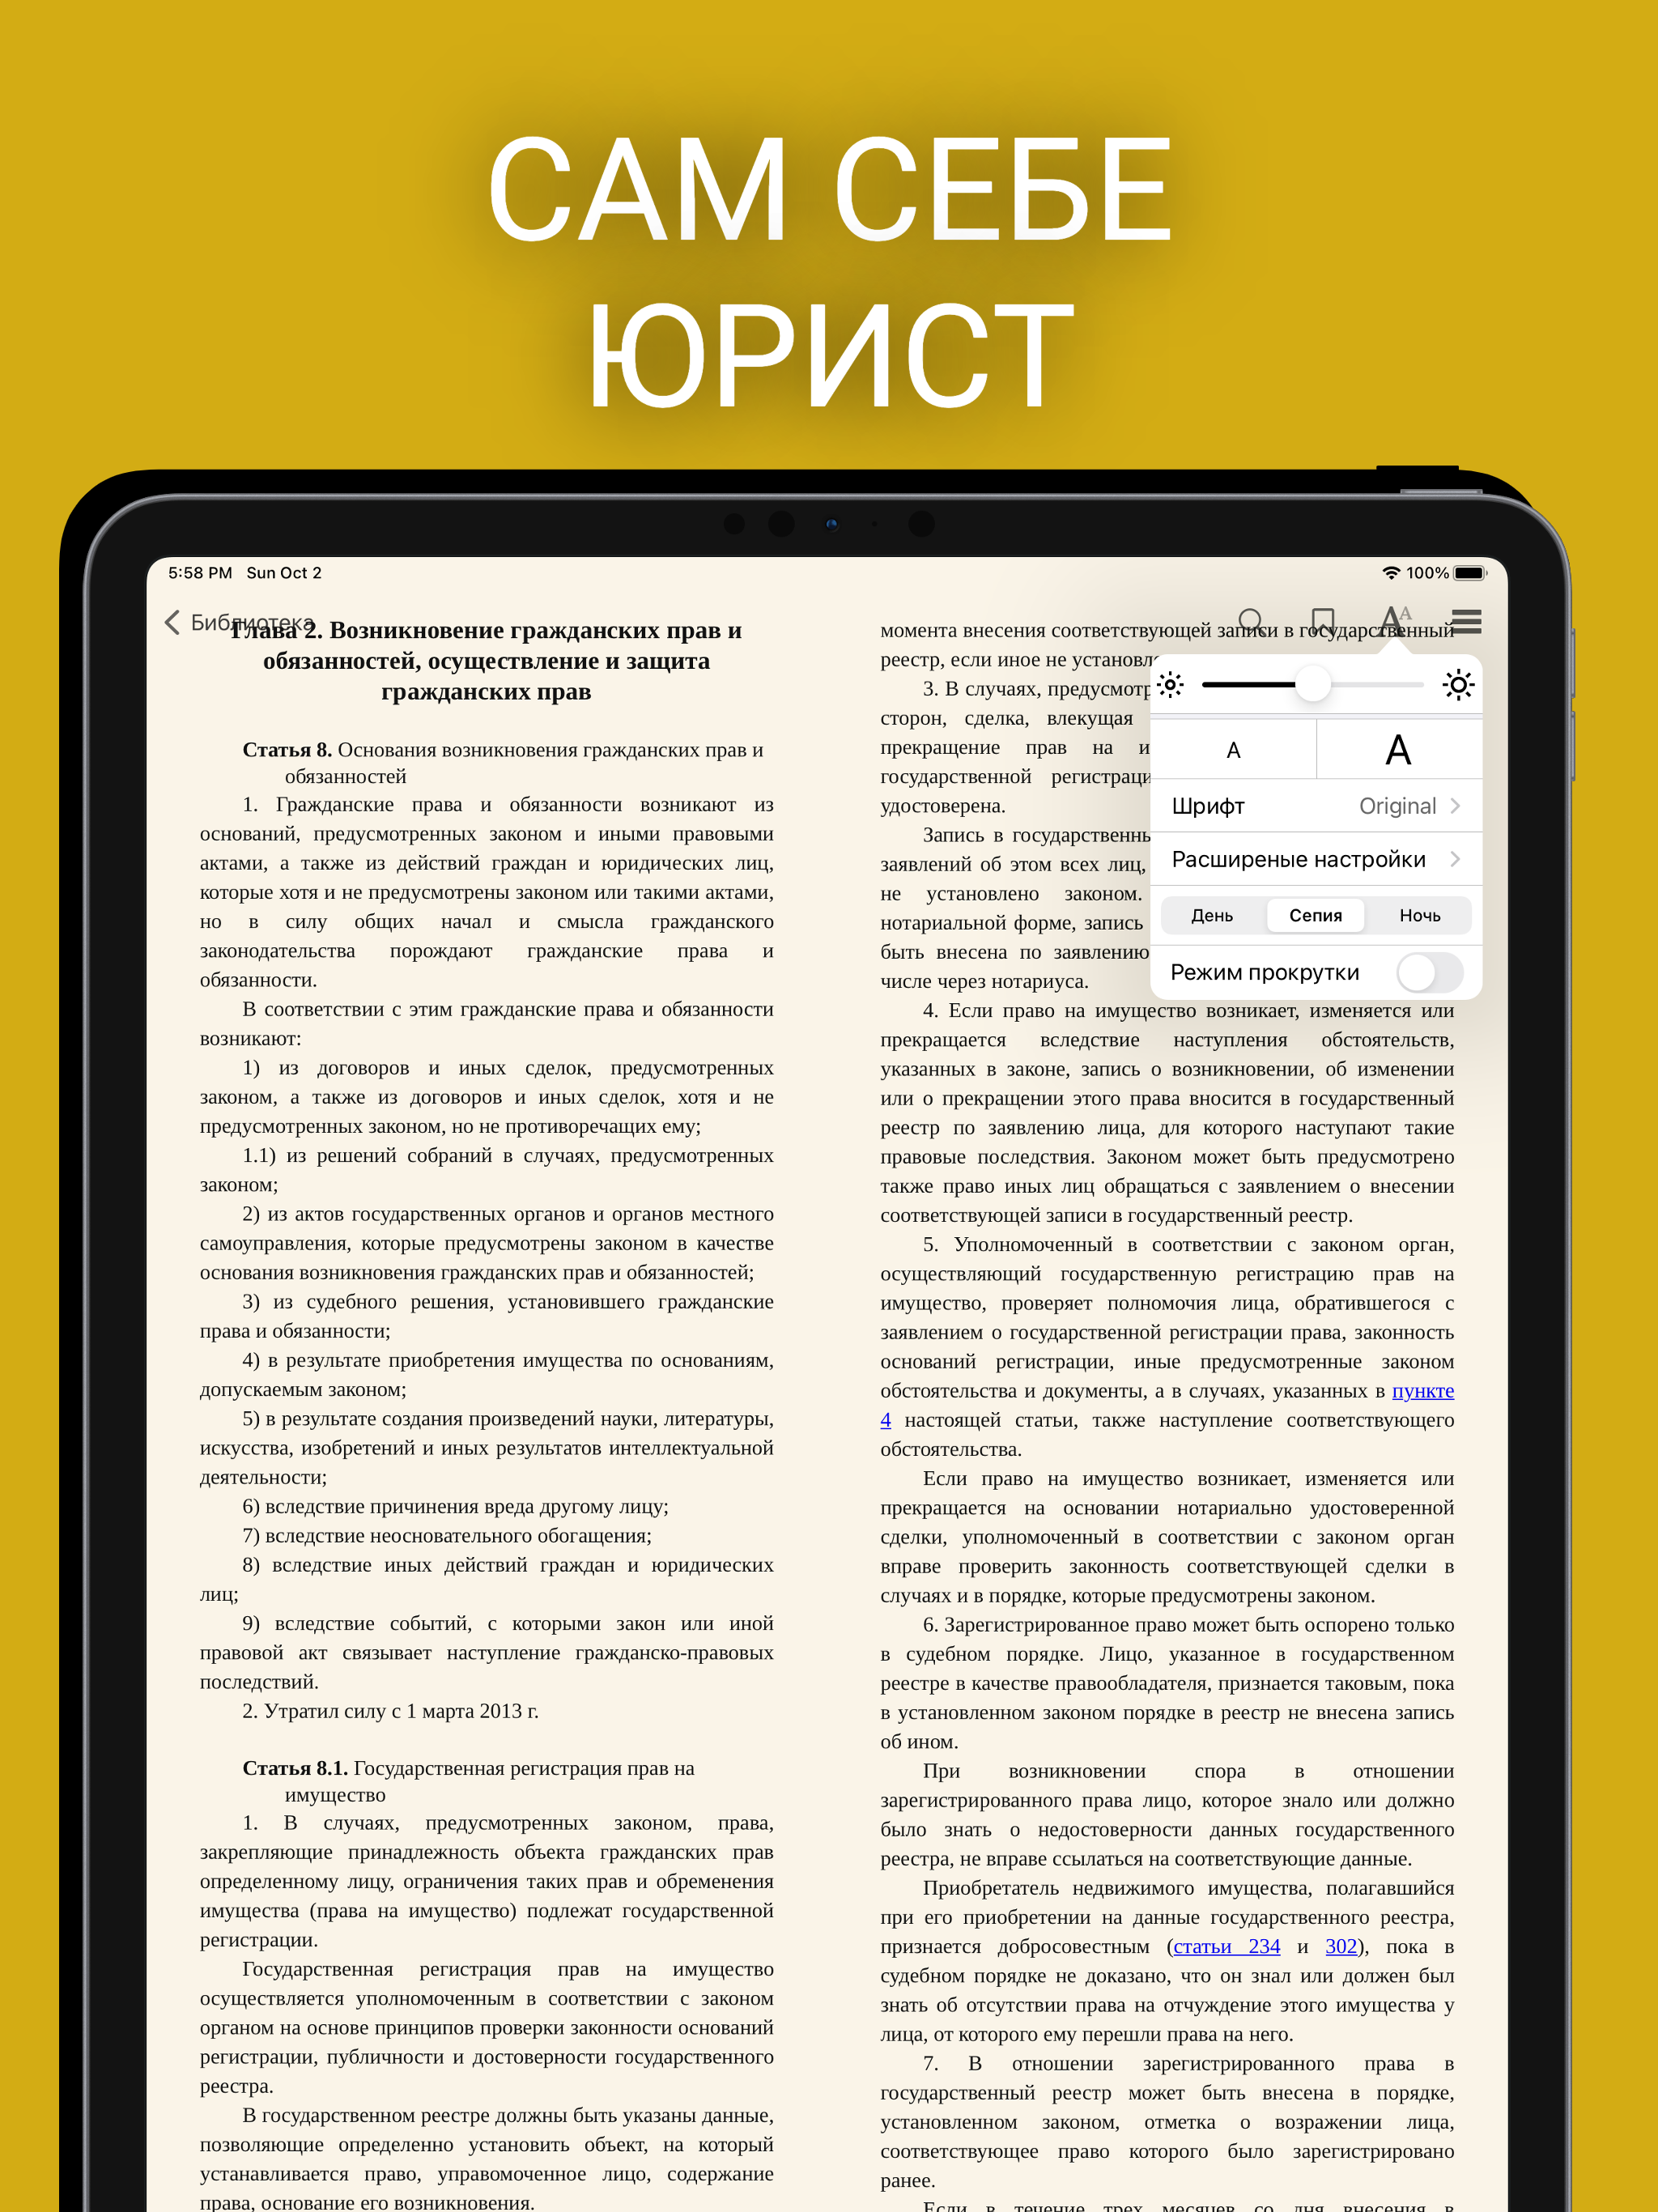 САМ СЕБЕ
ЮРИСТ
5:58 PM Sun Oct 2
100%
Библиотека
Глава 2. Возникновение гражданских прав и
обязанностей, осуществление и защита
гражданских прав
Статья 8. Основания возникновения гражданских прав и
обязанностей
1. Гражданские права и обязанности возникают из
оснований, предусмотренных законом и иными правовыми
актами, а также из действий граждан и юридических лиц,
которые хотя и не предусмотрены законом или такими актами,
но в силу общих начал и смысла гражданского
законодательства порождают гражданские права и
обязанности.
В соответствии с этим гражданские права и обязанности
возникают:
1) из договоров и иных сделок, предусмотренных
законом, а также из договоров и иных сделок, хотя и не
предусмотренных законом, но не противоречащих ему;
1.1) из решений собраний в случаях, предусмотренных
законом;
2) из актов государственных органов и органов местного
самоуправления, которые предусмотрены законом в качестве
основания возникновения гражданских прав и обязанностей;
3) из судебного решения, установившего гражданские
права и обязанности;
4) в результате приобретения имущества по основаниям,
допускаемым законом;
5) в результате создания произведений науки, литературы,
искусства, изобретений и иных результатов интеллектуальной
деятельности;
6) вследствие причинения вреда другому лицу;
7) вследствие неосновательного обогащения;
8) вследствие иных действий граждан и юридических
лиц;
9) вследствие событий, с которыми закон или иной
правовой акт связывает наступление гражданско-правовых
последствий.
2. Утратил силу с 1 марта 2013 г.
Статья 8.1. Государственная регистрация прав на
имущество
1. В случаях, предусмотренных законом, права,
закрепляющие принадлежность объекта гражданских прав
определенному лицу, ограничения таких прав и обременения
имущества (права на имущество) подлежат государственной
регистрации.
Государственная регистрация прав на имущество
осуществляется уполномоченным в соответствии с законом
органом на основе принципов проверки законности оснований
регистрации, публичности и достоверности государственного
реестра.
В государственном реестре должны быть указаны данные,
позволяющие определенно установить объект, на который
устанавливается право, управомоченное лицо, содержание
права, основание его возникновения.
момента внесения соответствующей записи в государственный
реестр, если иное не
3. В случаях,
сторон, сделка, влекущая
прекращение прав на
государственной
удостоверена.
Запись в
заявлений об этом всех лиц,
не установлено законом.
нотариальной форме, запись
быть внесена по заявлению
числе через нотариуса.
4. Если право на имущество возникает, изменяется или
прекращается вследствие наступления обстоятельств,
указанных в законе, запись о возникновении, об изменении
или о прекращении этого права вносится в государственный
реестр по заявлению лица, для которого наступают такие
правовые последствия. Законом может быть предусмотрено
также право иных лиц обращаться с заявлением о внесении
соответствующей записи в государственный реестр.
5. Уполномоченный в соответствии с законом орган,
осуществляющий государственную регистрацию прав на
имущество, проверяет полномочия лица, обратившегося с
заявлением о государственной регистрации права, законность
оснований регистрации, иные предусмотренные законом
обстоятельства и документы, а в случаях, указанных в пункте
4 настоящей статьи, также наступление соответствующего
обстоятельства.
Если право на имущество возникает, изменяется или
прекращается на основании нотариально удостоверенной
сделки, уполномоченный в соответствии с законом орган
вправе проверить законность соответствующей сделки в
случаях и в порядке, которые предусмотрены законом.
6. Зарегистрированное право может быть оспорено только
в судебном порядке. Лицо, указанное в государственном
реестре в качестве правообладателя, признается таковым, пока
в установленном законом порядке в реестр не внесена запись
об ином.
При возникновении спора в отношении
зарегистрированного права лицо, которое знало или должно
было знать о недостоверности данных государственного
реестра, не вправе ссылаться на соответствующие данные.
Приобретатель недвижимого имущества, полагавшийся
при его приобретении на данные государственного реестра,
признается добросовестным (статьи 234 и 302), пока в
судебном порядке не доказано, что он знал или должен был
знать об отсутствии права на отчуждение этого имущества у
лица, от которого ему перешли права на него.
7. В отношении зарегистрированного права в
государственный реестр может быть внесена в порядке,
установленном законом, отметка о возражении лица,
соответствующее право которого было зарегистрировано
ранее.
Если в течение трех месяцев со дня внесения в
A A
Шрифт Original
Расширеные настройки
День Сепия Ночь
Режим прокрутки